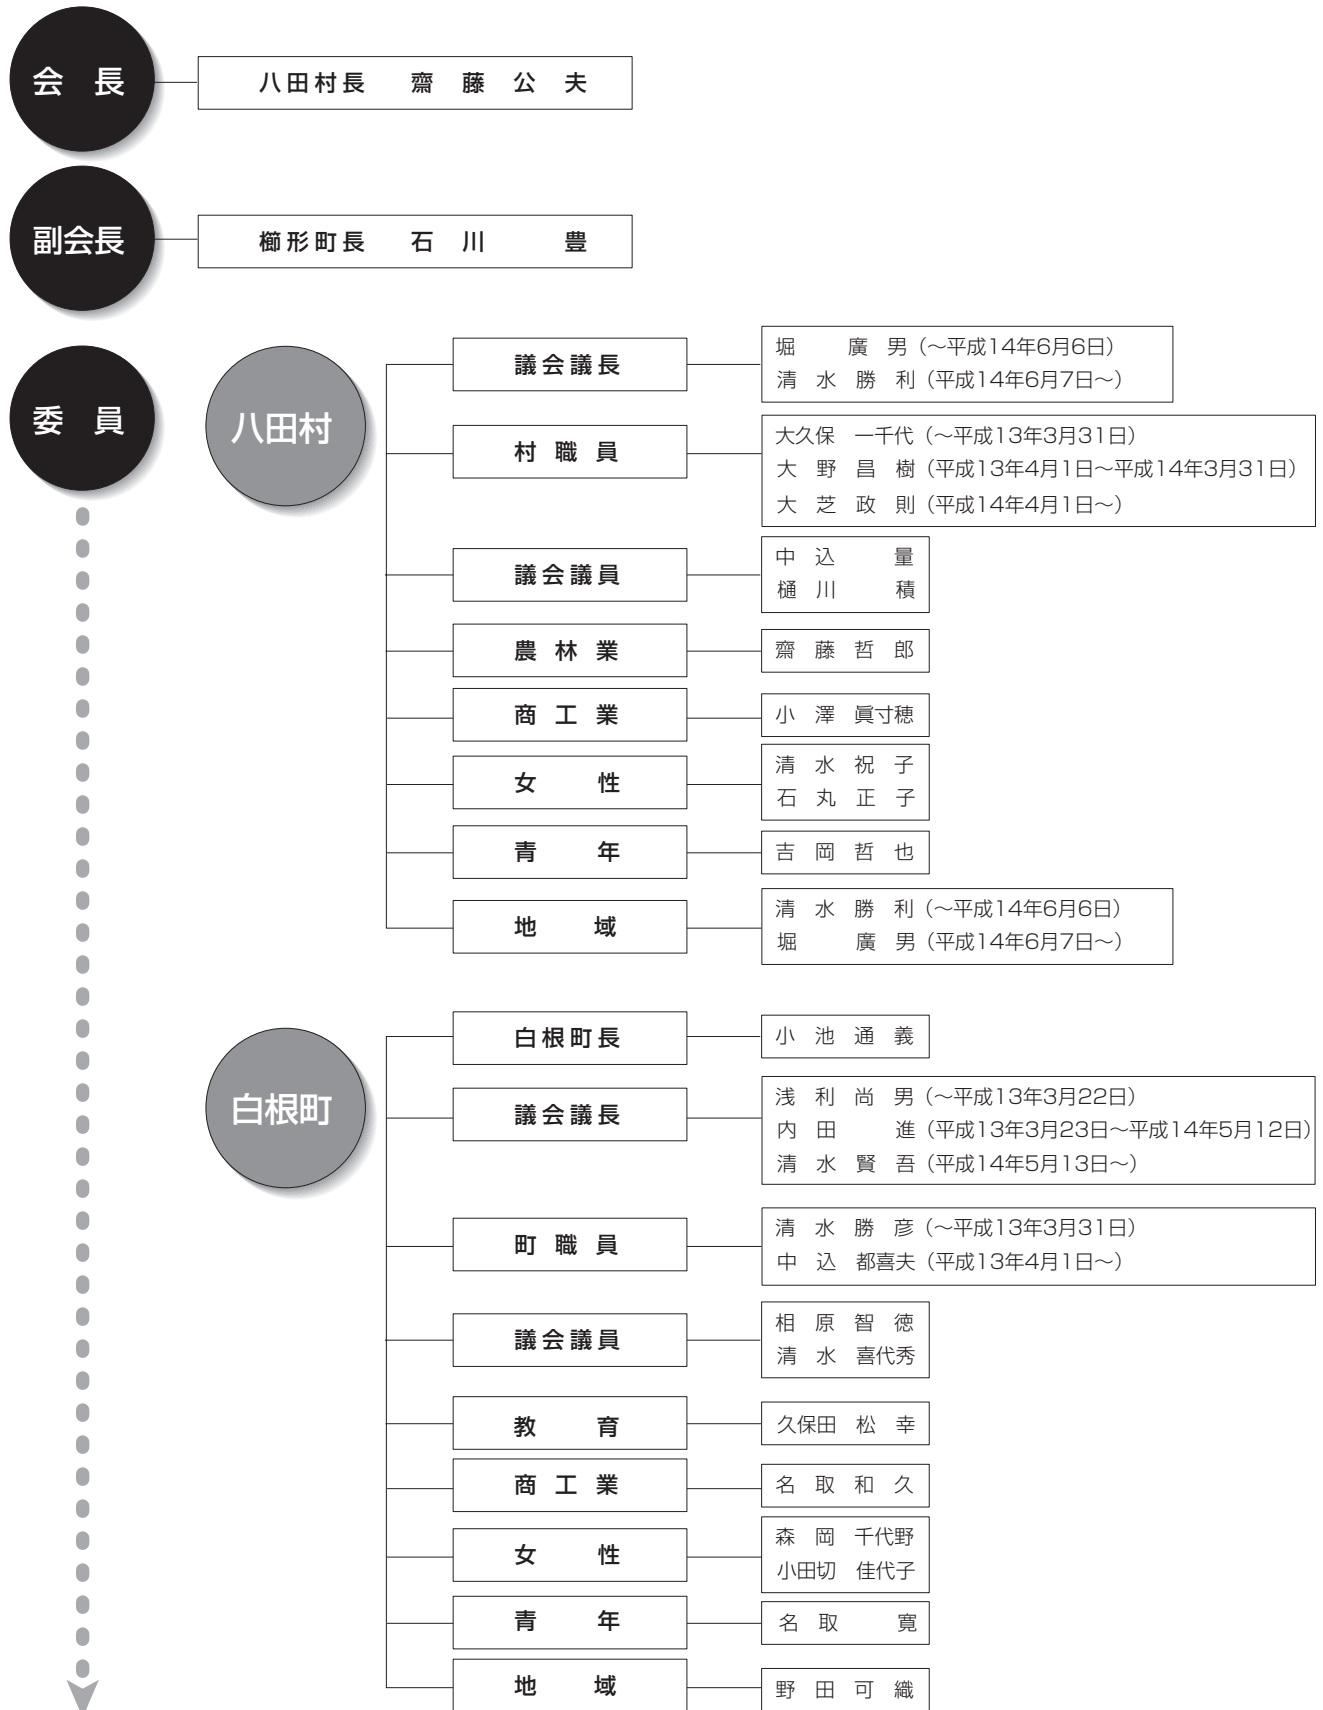 会長
八田村長 齋藤公夫
副会長
櫛形町長 石川 豊
委員
八田村
議会議長
堀 廣男（～平成14年6月6日）
清水勝利（平成14年6月7日～）
村職員
大久保 一千代（～平成13年3月31日）
大野昌樹（平成13年4月1日～平成14年3月31日）
大芝政則（平成14年4月1日～）
議会議員
中込 量
樋川 積
農林業
齋藤哲郎
商工業
小澤 眞寸穂
女性
清水祝子
石丸正子
青年
吉岡哲也
地域
清水勝利（～平成14年6月6日）
堀 廣男（平成14年6月7日～）
白根町
白根町長
小池通義
議会議長
浅利尚男（～平成13年3月22日）
内田 進（平成13年3月23日～平成14年5月12日）
清水賢吾（平成14年5月13日～）
町職員
清水勝彦（～平成13年3月31日）
中込 都喜夫（平成13年4月1日～）
議会議員
相原智徳
清水 喜代秀
教育
久保田 松幸
商工業
名取和久
女性
森岡 千代野
小田切 佳代子
青年
名取 寛
地域
野田可織